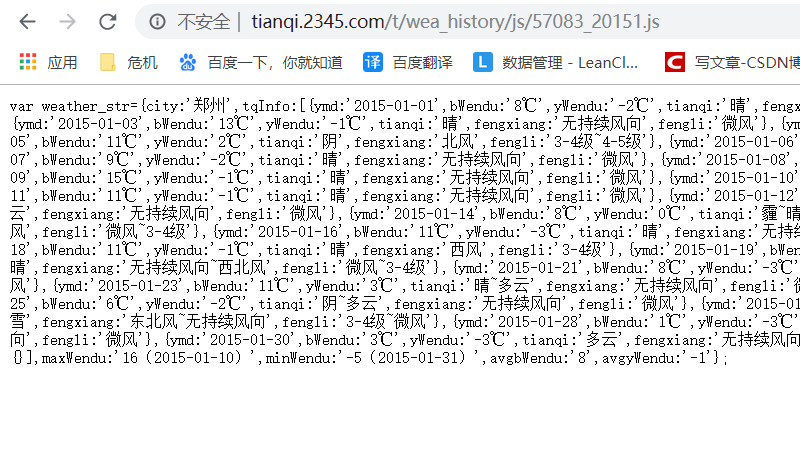 不安全 | tianqi.2345.com/t/wea_history/js/57083_20151.js
应用 危机 百度一下，你就知道 译 百度翻译 L 数据管理 - LeanCl... C 写文章-CSDN博
var weather_str={city:'郑州',tqInfo:[{ymd:'2015-01-01',bWendu:'8℃',yWendu:'-2℃',tianqi:'晴',feng
{ymd:'2015-01-03',bWendu:'13℃',yWendu:'-1℃',tianqi:'晴',fengxiang:'无持续风向',fengli:'微风'},{ym
05',bWendu:'11℃',yWendu:'2℃',tianqi:'阴',fengxiang:'北风',fengli:'3-4级~4-5级'},{ymd:'2015-01-06'
07',bWendu:'9℃',yWendu:'-2℃',tianqi:'晴',fengxiang:'无持续风向',fengli:'微风'},{ymd:'2015-01-08',
09',bWendu:'15℃',yWendu:'-1℃',tianqi:'晴',fengxiang:'无持续风向',fengli:'微风'},{ymd:'2015-01-10'
11',bWendu:'11℃',yWendu:'-1℃',tianqi:'晴',fengxiang:'无持续风向',fengli:'微风'},{ymd:'2015-01-12'
云',fengxiang:'无持续风向',fengli:'微风'},{ymd:'2015-01-14',bWendu:'8℃',yWendu:'0℃',tianqi:'霾~晴
风',fengli:'微风~3-4级'},{ymd:'2015-01-16',bWendu:'11℃',yWendu:'-3℃',tianqi:'晴',fengxiang:'无持
18',bWendu:'11℃',yWendu:'-1℃',tianqi:'晴',fengxiang:'西风',fengli:'3-4级'},{ymd:'2015-01-19',bWen
晴',fengxiang:'无持续风向~西北风',fengli:'微风~3-4级'},{ymd:'2015-01-21',bWendu:'8℃',yWendu:'-3℃'
风'},{ymd:'2015-01-23',bWendu:'11℃',yWendu:'3℃',tianqi:'晴~多云',fengxiang:'无持续风向',fengli:'微
25',bWendu:'6℃',yWendu:'-2℃',tianqi:'阴~多云',fengxiang:'无持续风向',fengli:'微风'},{ymd:'2015-01
雪',fengxiang:'东北风~无持续风向',fengli:'3-4级~微风'},{ymd:'2015-01-28',bWendu:'1℃',yWendu:'-3℃'
向',fengli:'微风'},{ymd:'2015-01-30',bWendu:'3℃',yWendu:'-3℃',tianqi:'多云',fengxiang:'无持续风向
{}],maxWendu:'16（2015-01-10）',minWendu:'-5（2015-01-31）',avgbWendu:'8',avgyWendu:'-1'};